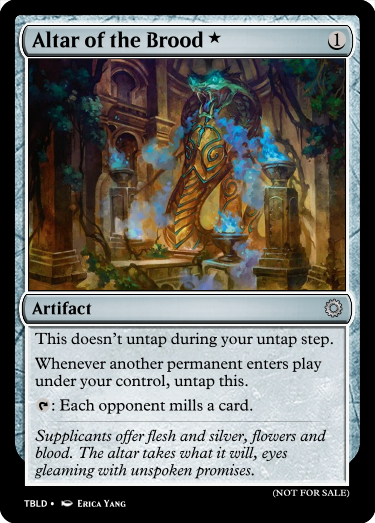 Altar of the Brood ★ 1
Artifact
This doesn't untap during your untap step.
Whenever another permanent enters play
under your control, untap this.
: Each opponent mills a card.
Supplicants offer flesh and silver, flowers and
blood. The altar takes what it will, eyes
gleaming with unspoken promises.
(NOT FOR SALE)
TBLD • Erica Yang